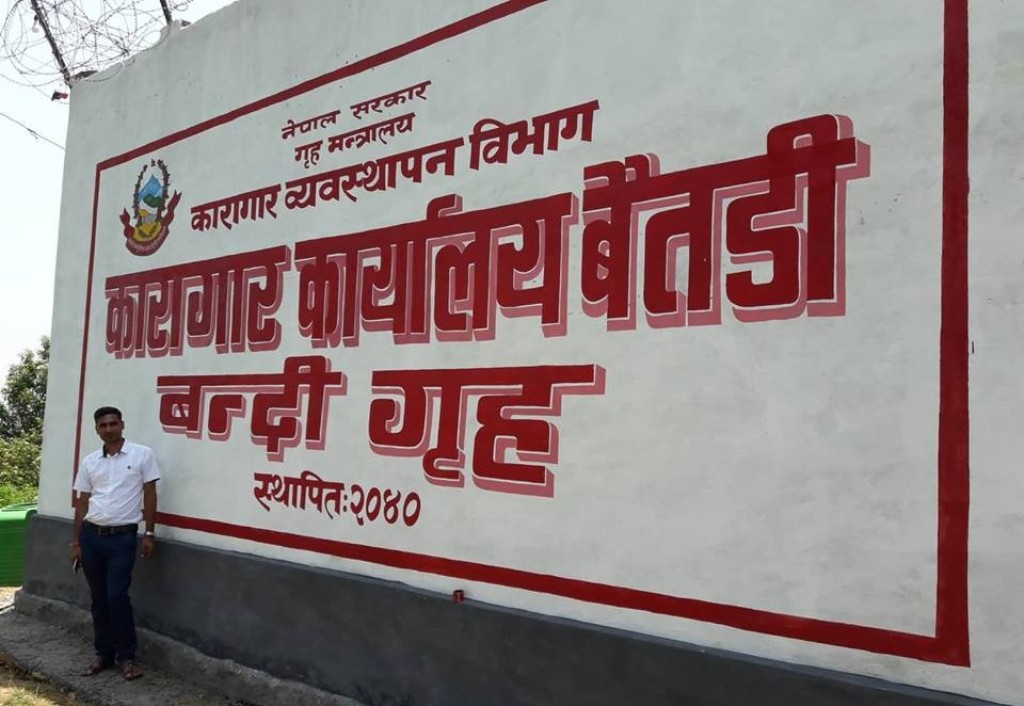 नेपाल सरकार
गृह मन्त्रालय
कारागार व्यवस्थापन विभाग
कारागार कार्यालय बैतडी
बन्दी गृह
स्थापितः२०४०